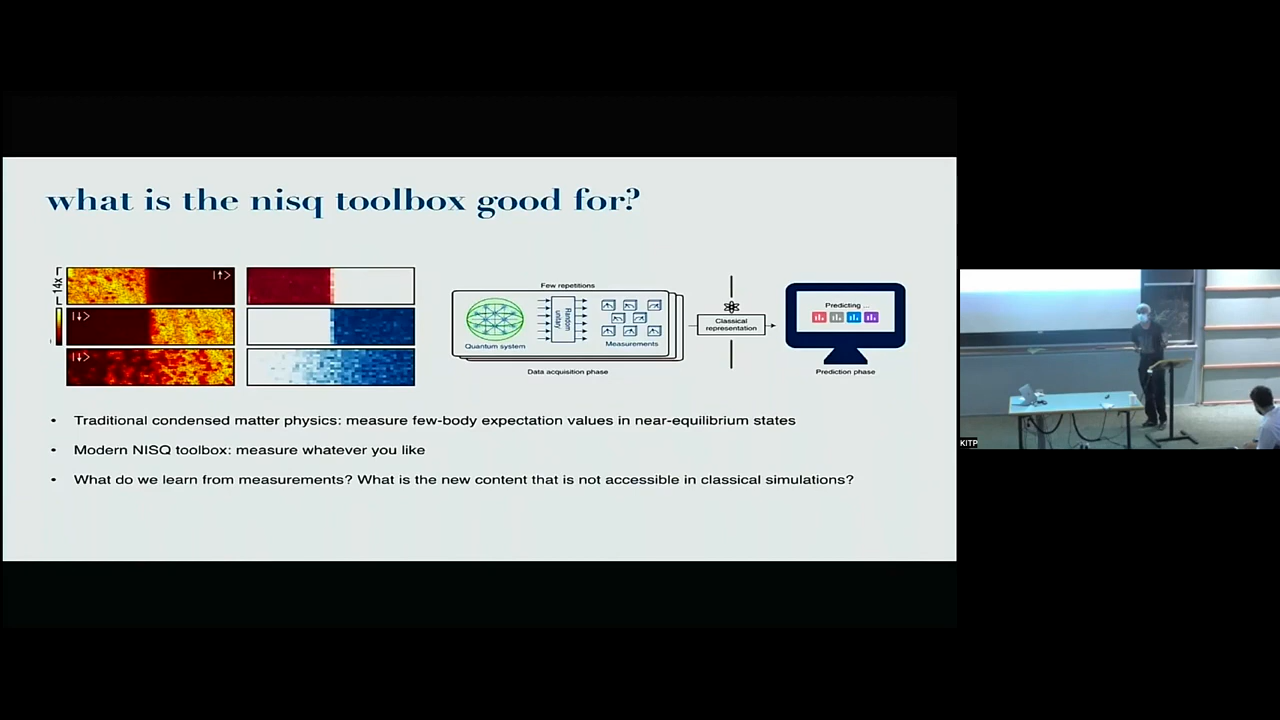 what is the nisq toolbox good for?
14x
|↑>
|↓>
|↓>
Few repetitions
Random unitary
Quantum system
Measurements
Data acquisition phase
Classical
representation
Predicting ...
Prediction phase
• Traditional condensed matter physics: measure few-body expectation values in near-equilibrium states
• Modern NISQ toolbox: measure whatever you like
• What do we learn from measurements? What is the new content that is not accessible in classical simulations?
KITP